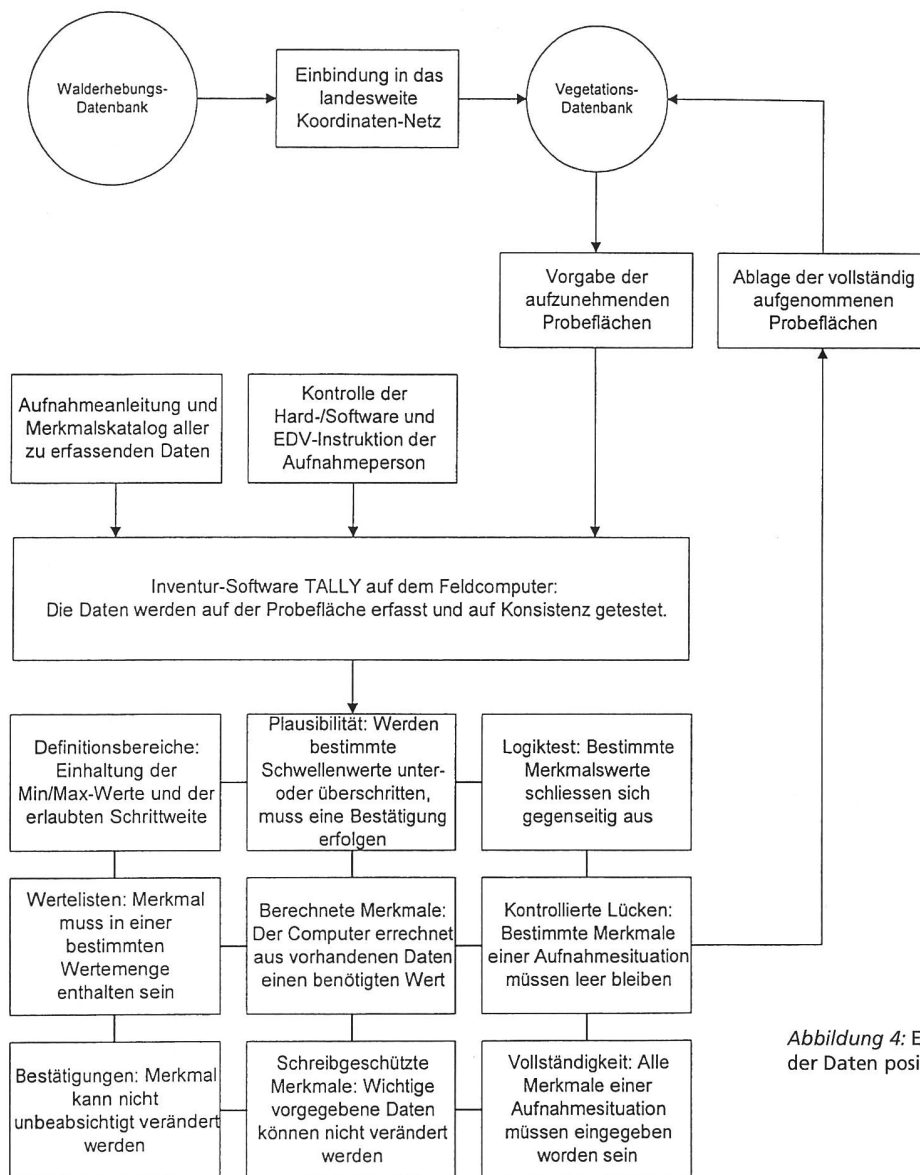 Walderhebungs-
Datenbank
Einbindung in das
landesweite
Koordinaten-Netz
Vegetations-
Datenbank
Vorgabe der
aufzunehmenden
Probeflächen
Ablage der vollständig
aufgenommenen
Probeflächen
Aufnahmeanleitung und
Merkmalskatalog aller
zu erfassenden Daten
Kontrolle der
Hard-/Software und
EDV-Instruktion der
Aufnahmeperson
Inventur-Software TALLY auf dem Feldcomputer:
Die Daten werden auf der Probefläche erfasst und auf Konsistenz getestet.
Definitionsbereiche:
Einhaltung der
Min/Max-Werte und der
erlaubten Schrittweite
Plausibilität: Werden
bestimmte
Schwellenwerte unter-
oder überschritten,
muss eine Bestätigung
erfolgen
Logiktest: Bestimmte
Merkmalswerte
schliessen sich
gegenseitig aus
Wertelisten: Merkmal
muss in einer
bestimmten
Wertemenge
enthalten sein
Berechnete Merkmale:
Der Computer errechnet
aus vorhandenen Daten
einen benötigten Wert
Kontrollierte Lücken:
Bestimmte Merkmale
einer Aufnahmesituation
müssen leer bleiben
Bestätigungen: Merkmal
kann nicht
unbeabsichtigt verändert
werden
Schreibgeschützte
Merkmale: Wichtige
vorgegebene Daten
können nicht verändert
werden
Vollständigkeit: Alle
Merkmale einer
Aufnahmesituation
müssen eingegeben
worden sein
Abbildung 4: E
der Daten posi